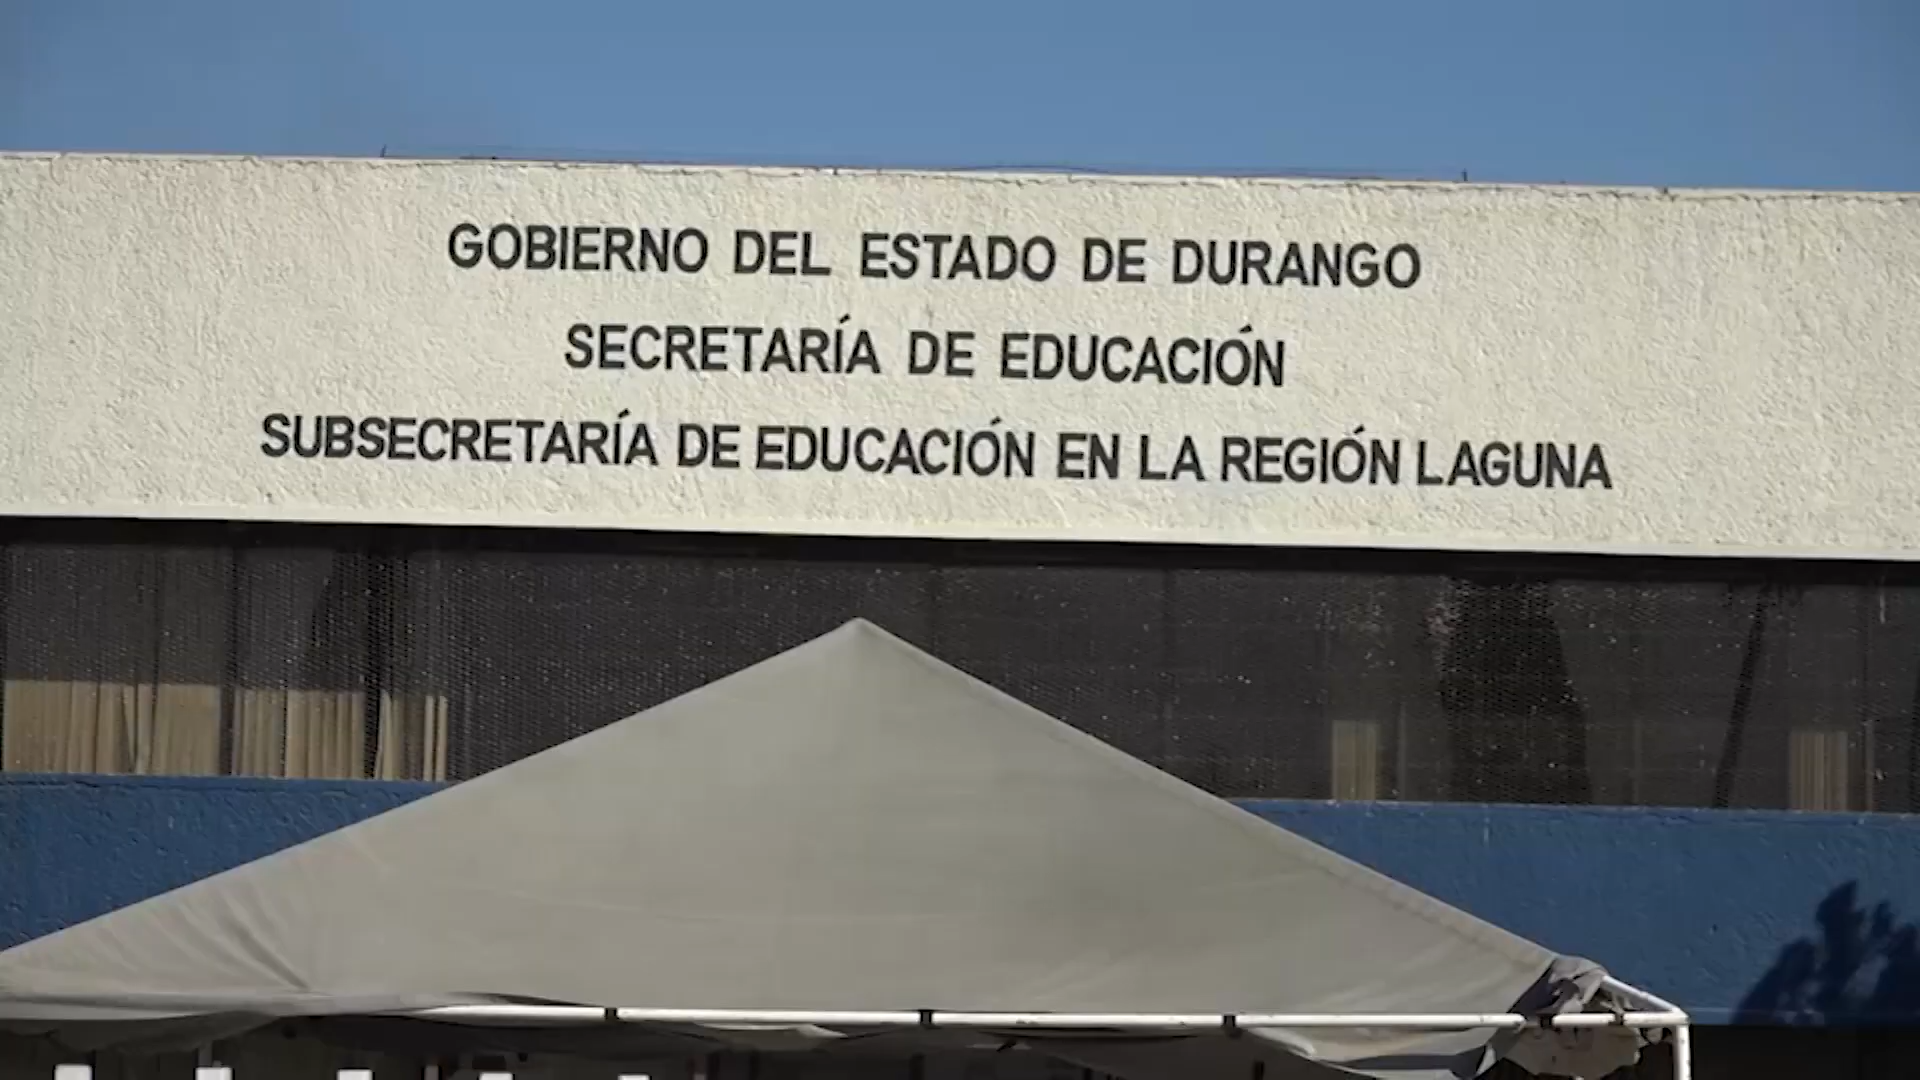 GOBIERNO DEL ESTADO DE DURANGO
SECRETARÍA DE EDUCACIÓN
SUBSECRETARÍA DE EDUCACIÓN EN LA REGIÓN LAGUNA